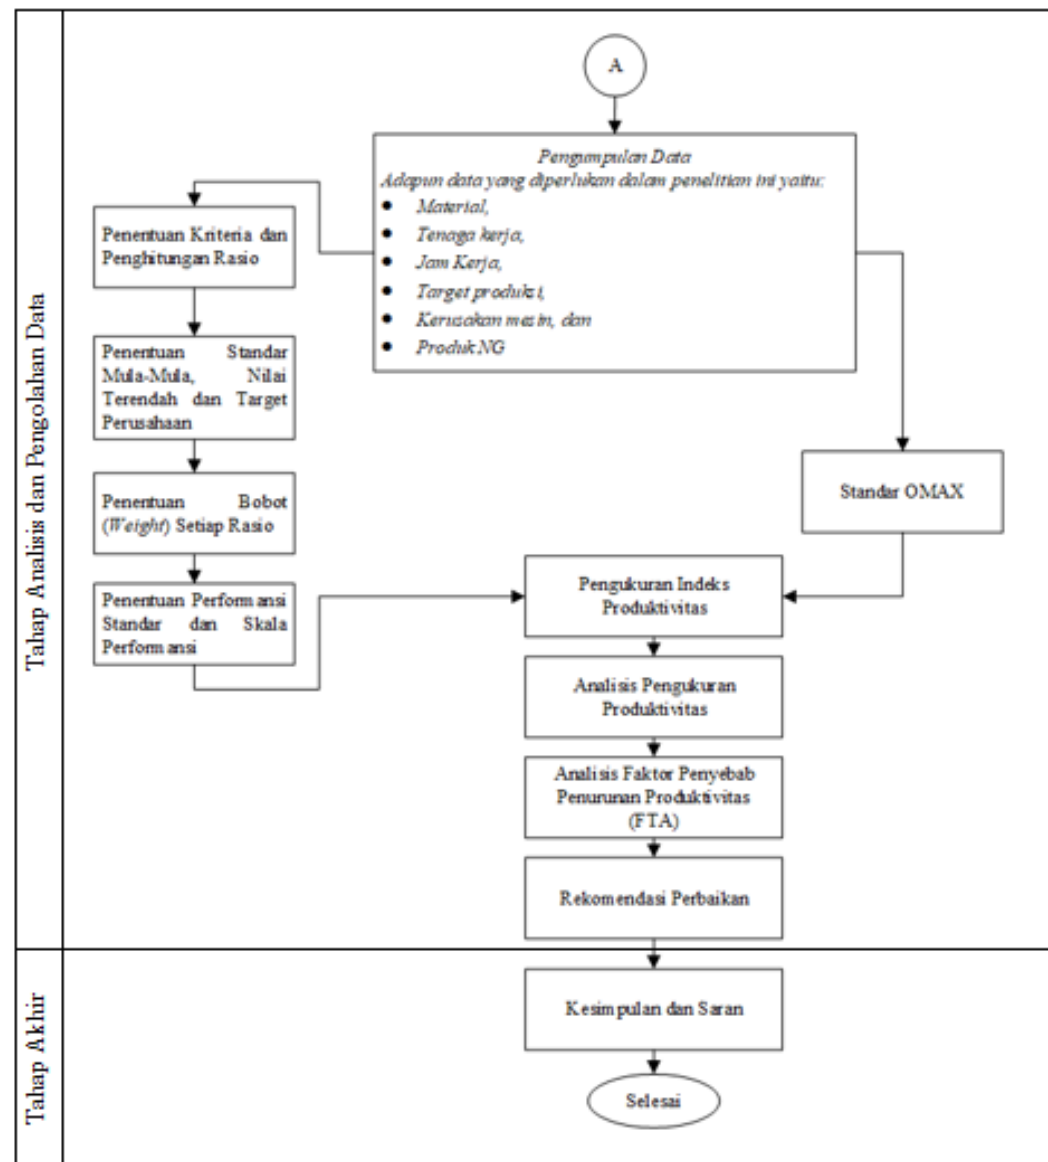 A
Pengumpulan Data
Adapun data yang diperlukan dalam penelitian ini yaitu:
● Material,
● Tenaga kerja,
● Jam Kerja,
● Target produksi,
● Kerusakan mesin, dan
● Produk NG
Penentuan Kriteria dan
Penghitungan Rasio
Penentuan Standar
Mula-Mula, Nilai
Terendah dan Target
Perusahaan
Penentuan Bobot
(Weight) Setiap Rasio
Penentuan Performansi
Standar dan Skala
Performansi
Standar OMAX
Pengukuran Indeks
Produktivitas
Analisis Pengukuran
Produktivitas
Analisis Faktor Penyebab
Penurunan Produktivitas
(FTA)
Rekomendasi Perbaikan
Tahap Analisis dan Pengolahan Data
Kesimpulan dan Saran
Selesai
Tahap Akhir